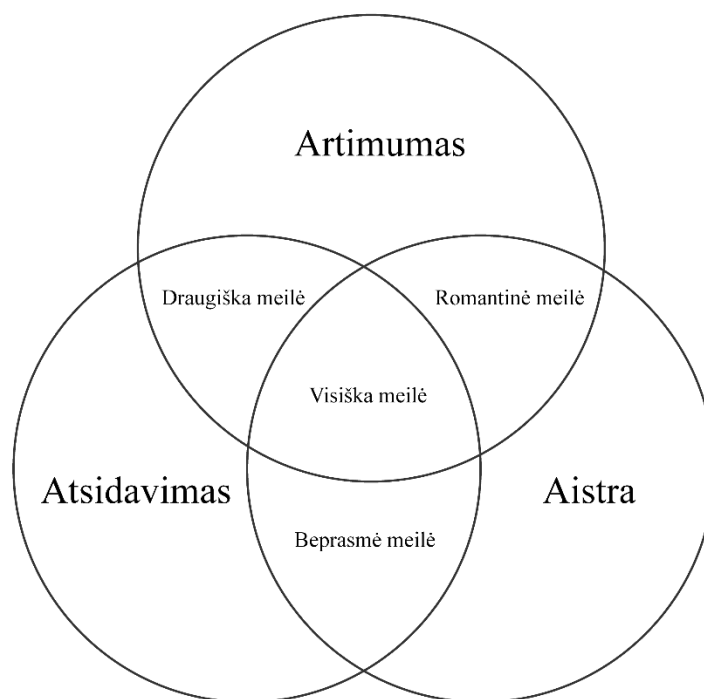 Artimumas
Draugiška meilė
Romantinė meilė
Visiška meilė
Atsidavimas
Aistra
Beprasmė meilė